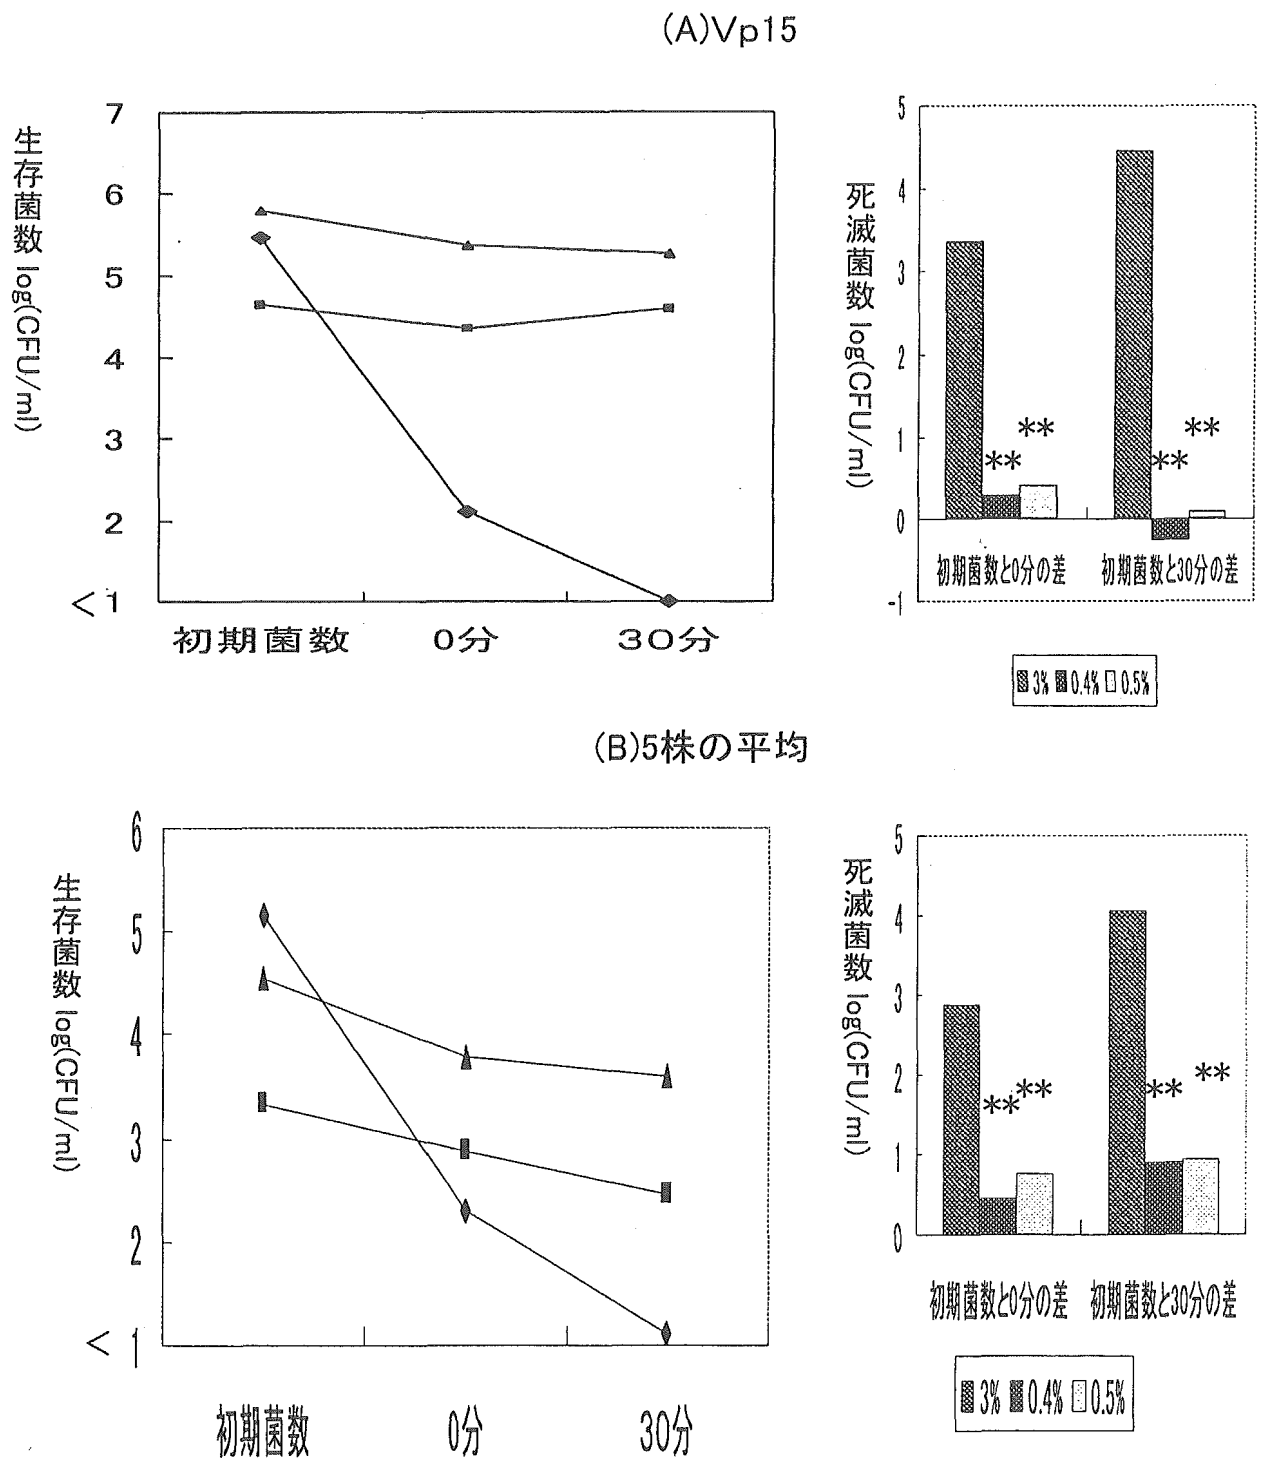 (A)Vp15
生存菌数 log(CFU/ml)
7
6
5
4
3
2
<1
初期菌数 0分 30分
死滅菌数 log(CFU/ml)
5
4
3
2
1
0
-1
** ** ** **
初期菌数と0分の差 初期菌数と30分の差
3% 0.4% 0.5%
(B)5株の平均
生存菌数 log(CFU/ml)
6
5
4
3
2
<1
初期菌数 0分 30分
死滅菌数 log(CFU/ml)
5
4
3
2
1
0
** ** ** **
初期菌数と0分の差 初期菌数と30分の差
3% 0.4% 0.5%